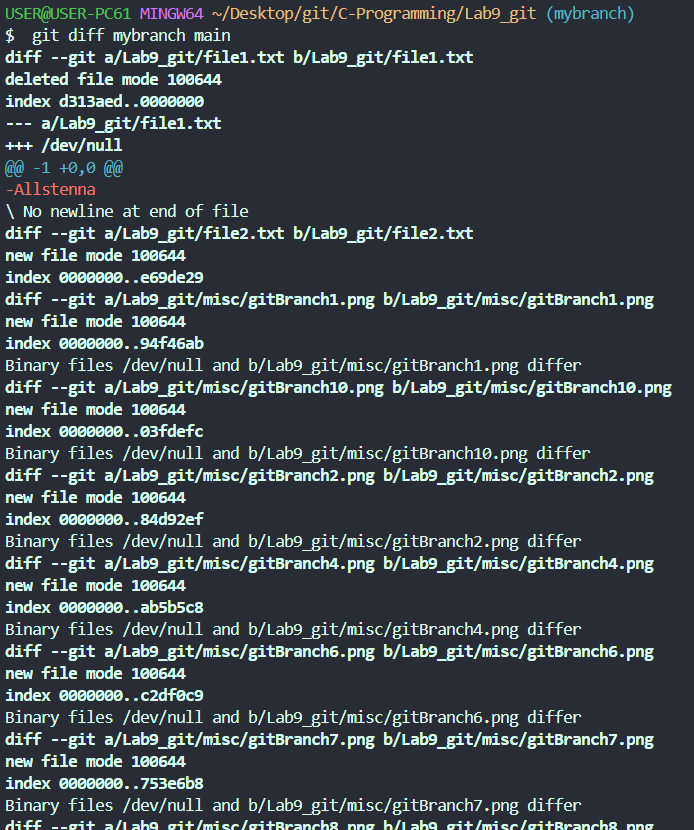 USER@USER-PC61 MINGW64 ~/Desktop/git/C-Programming/Lab9_git (mybranch)
$  git diff mybranch main
diff --git a/Lab9_git/file1.txt b/Lab9_git/file1.txt
deleted file mode 100644
index d313aed..0000000
--- a/Lab9_git/file1.txt
+++ /dev/null
@@ -1 +0,0 @@
-Allstenna
\ No newline at end of file
diff --git a/Lab9_git/file2.txt b/Lab9_git/file2.txt
new file mode 100644
index 0000000..e69de29
diff --git a/Lab9_git/misc/gitBranch1.png b/Lab9_git/misc/gitBranch1.png
new file mode 100644
index 0000000..94f46ab
Binary files /dev/null and b/Lab9_git/misc/gitBranch1.png differ
diff --git a/Lab9_git/misc/gitBranch10.png b/Lab9_git/misc/gitBranch10.png
new file mode 100644
index 0000000..03fdefc
Binary files /dev/null and b/Lab9_git/misc/gitBranch10.png differ
diff --git a/Lab9_git/misc/gitBranch2.png b/Lab9_git/misc/gitBranch2.png
new file mode 100644
index 0000000..84d92ef
Binary files /dev/null and b/Lab9_git/misc/gitBranch2.png differ
diff --git a/Lab9_git/misc/gitBranch4.png b/Lab9_git/misc/gitBranch4.png
new file mode 100644
index 0000000..ab5b5c8
Binary files /dev/null and b/Lab9_git/misc/gitBranch4.png differ
diff --git a/Lab9_git/misc/gitBranch6.png b/Lab9_git/misc/gitBranch6.png
new file mode 100644
index 0000000..c2df0c9
Binary files /dev/null and b/Lab9_git/misc/gitBranch6.png differ
diff --git a/Lab9_git/misc/gitBranch7.png b/Lab9_git/misc/gitBranch7.png
new file mode 100644
index 0000000..753e6b8
Binary files /dev/null and b/Lab9_git/misc/gitBranch7.png differ
diff --git a/Lab9_git/misc/gitBranch8.png b/Lab9_git/misc/gitBranch8.png